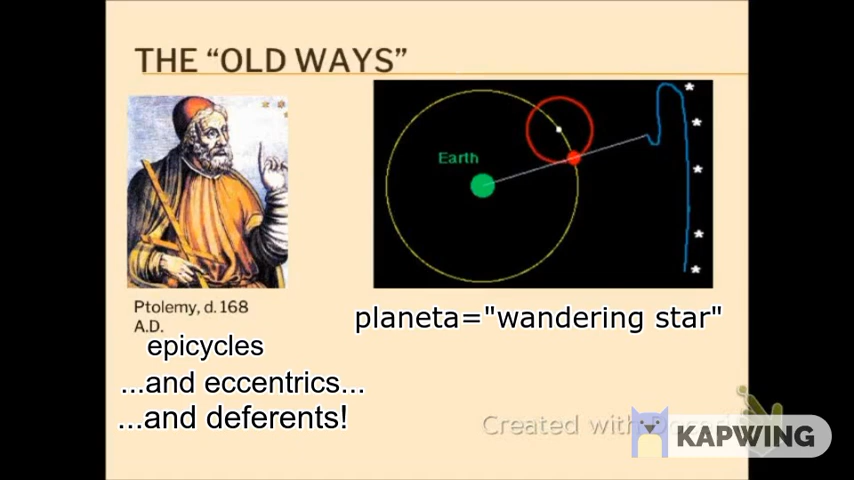 THE “OLD WAYS”
Earth
Ptolemy, d. 168
A.D.
planeta="wandering star"
epicycles
...and eccentrics...
...and deferents!
Created with
KAPWING